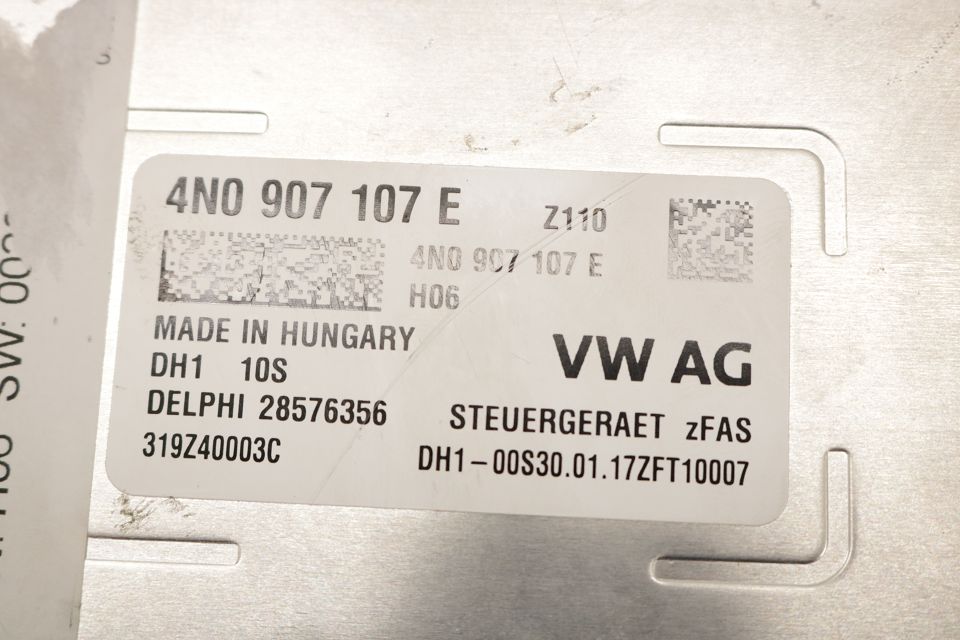 4N0 907 107 E
Z110
4N0 907 107 E
H06
MADE IN HUNGARY
DH1 10S
VW AG
DELPHI 28576356
STEUERGERAET zFAS
319Z40003C
DH1-00S30.01.17ZFT10007
SW: